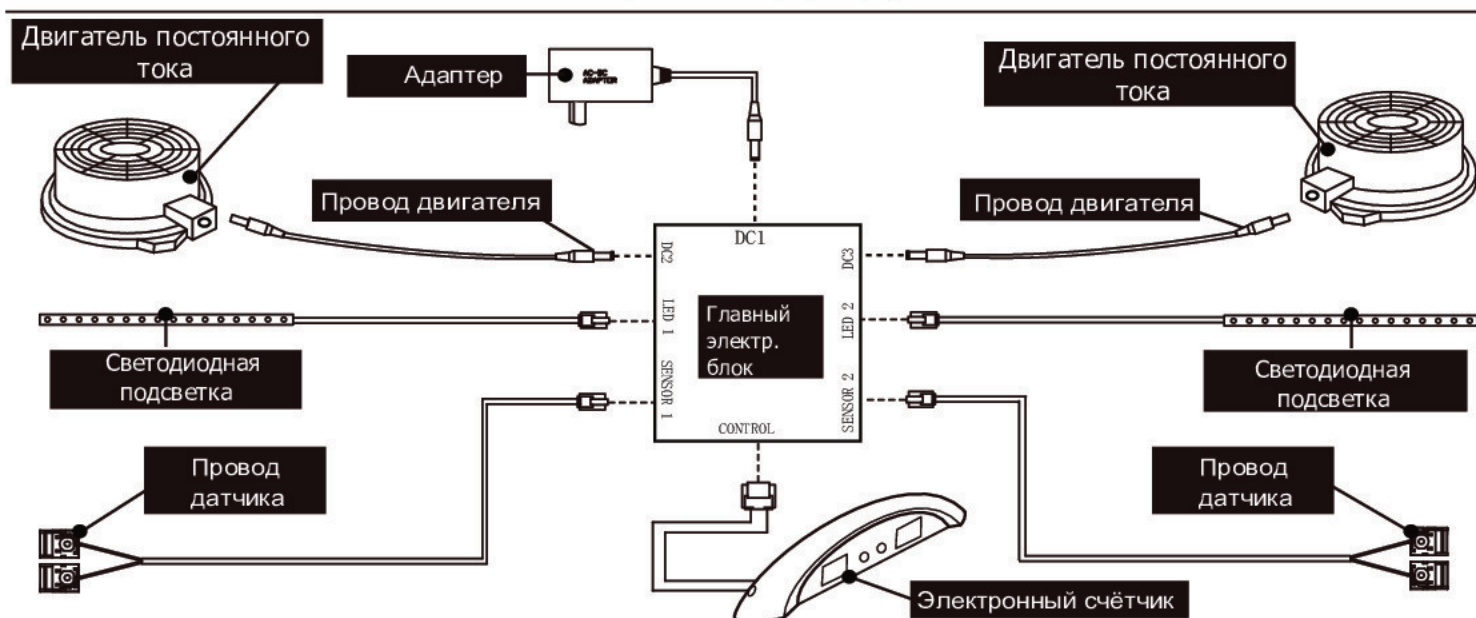 Двигатель постоянного
тока
Адаптер
AC-DC
ADAPTER
Двигатель постоянного
тока
Провод двигателя
Провод двигателя
DC1
DC2
DC3
LED 1
Главный
электр.
блок
LED 2
Светодиодная
подсветка
Светодиодная
подсветка
SENSOR 1
SENSOR 2
CONTROL
Провод
датчика
Провод
датчика
Электронный счётчик